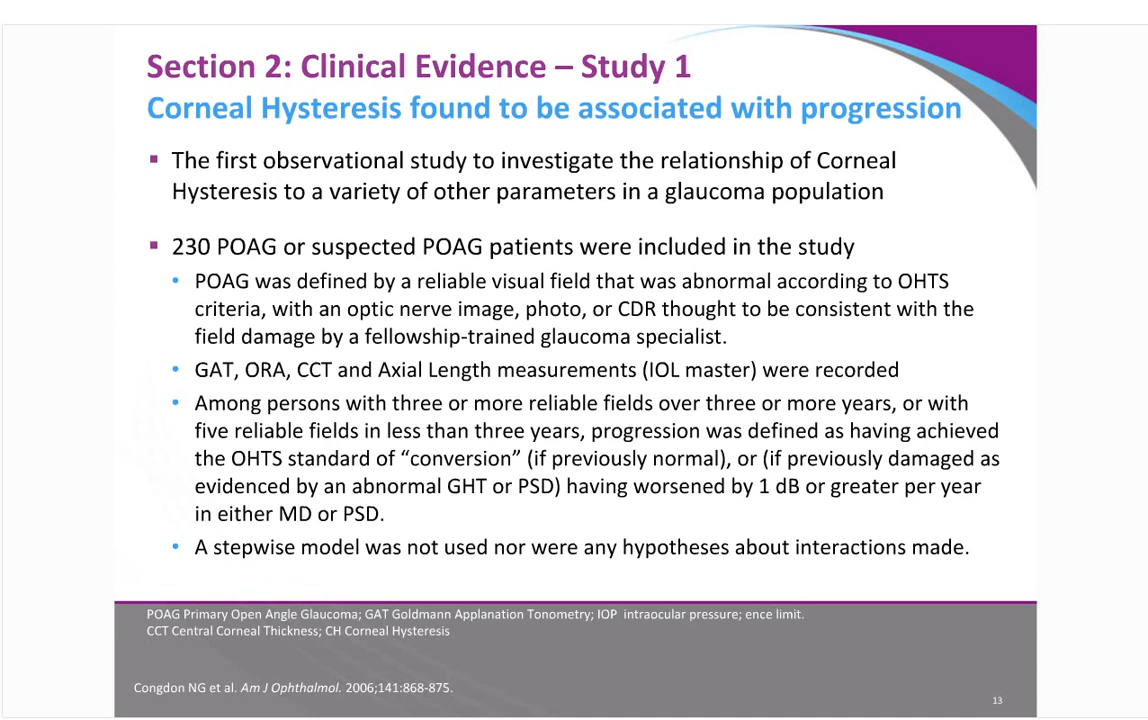 Section 2: Clinical Evidence – Study 1
Corneal Hysteresis found to be associated with progression
▪ The first observational study to investigate the relationship of Corneal
Hysteresis to a variety of other parameters in a glaucoma population
▪ 230 POAG or suspected POAG patients were included in the study
• POAG was defined by a reliable visual field that was abnormal according to OHTS
criteria, with an optic nerve image, photo, or CDR thought to be consistent with the
field damage by a fellowship-trained glaucoma specialist.
• GAT, ORA, CCT and Axial Length measurements (IOL master) were recorded
• Among persons with three or more reliable fields over three or more years, or with
five reliable fields in less than three years, progression was defined as having achieved
the OHTS standard of “conversion” (if previously normal), or (if previously damaged as
evidenced by an abnormal GHT or PSD) having worsened by 1 dB or greater per year
in either MD or PSD.
• A stepwise model was not used nor were any hypotheses about interactions made.
POAG Primary Open Angle Glaucoma; GAT Goldmann Applanation Tonometry; IOP intraocular pressure; ence limit.
CCT Central Corneal Thickness; CH Corneal Hysteresis
Congdon NG et al. Am J Ophthalmol. 2006;141:868-875.
13